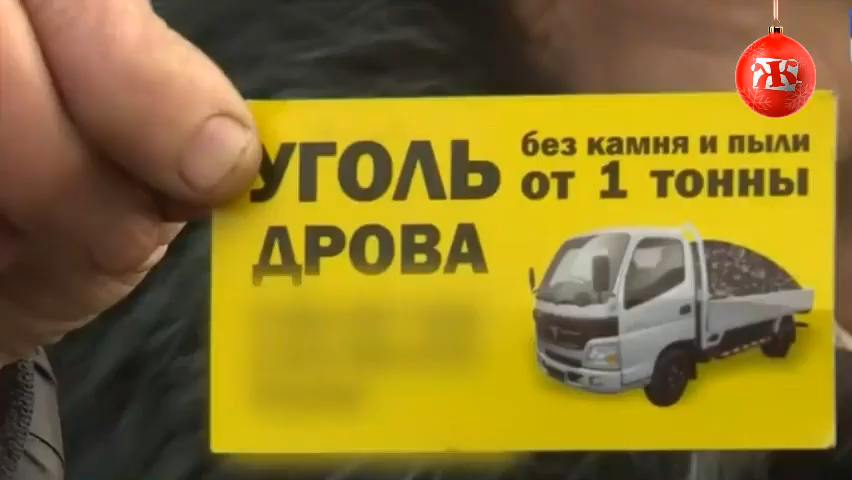 УГОЛЬ
без камня и пыли
от 1 тонны
ДРОВА